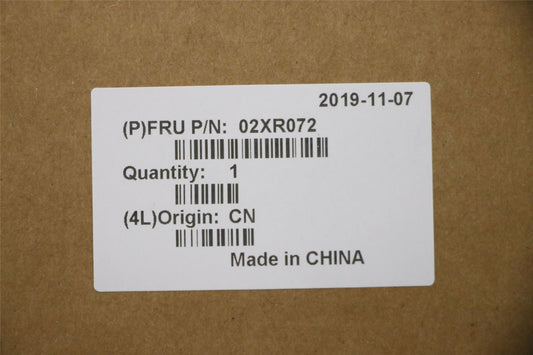 2019-11-07
(P)FRU P/N: 02XR072
Quantity: 1
(4L)Origin: CN
Made in CHINA